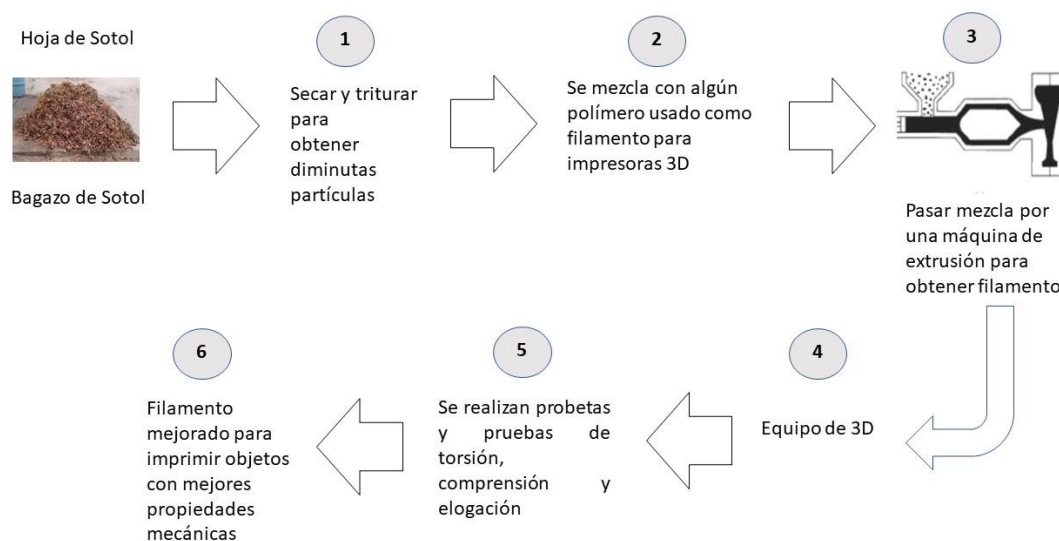 Hoja de Sotol
Bagazo de Sotol
1
Secar y triturar
para
obtener
diminutas
partículas
2
Se mezcla con algún
polímero usado como
filamento para
impresoras 3D
3
Pasar mezcla por
una máquina de
extrusión para
obtener filamento
4
Equipo de 3D
5
Se realizan probetas
y pruebas de
torsión,
comprensión y
elogación
6
Filamento
mejorado para
imprimir objetos
con mejores
propiedades
mecánicas